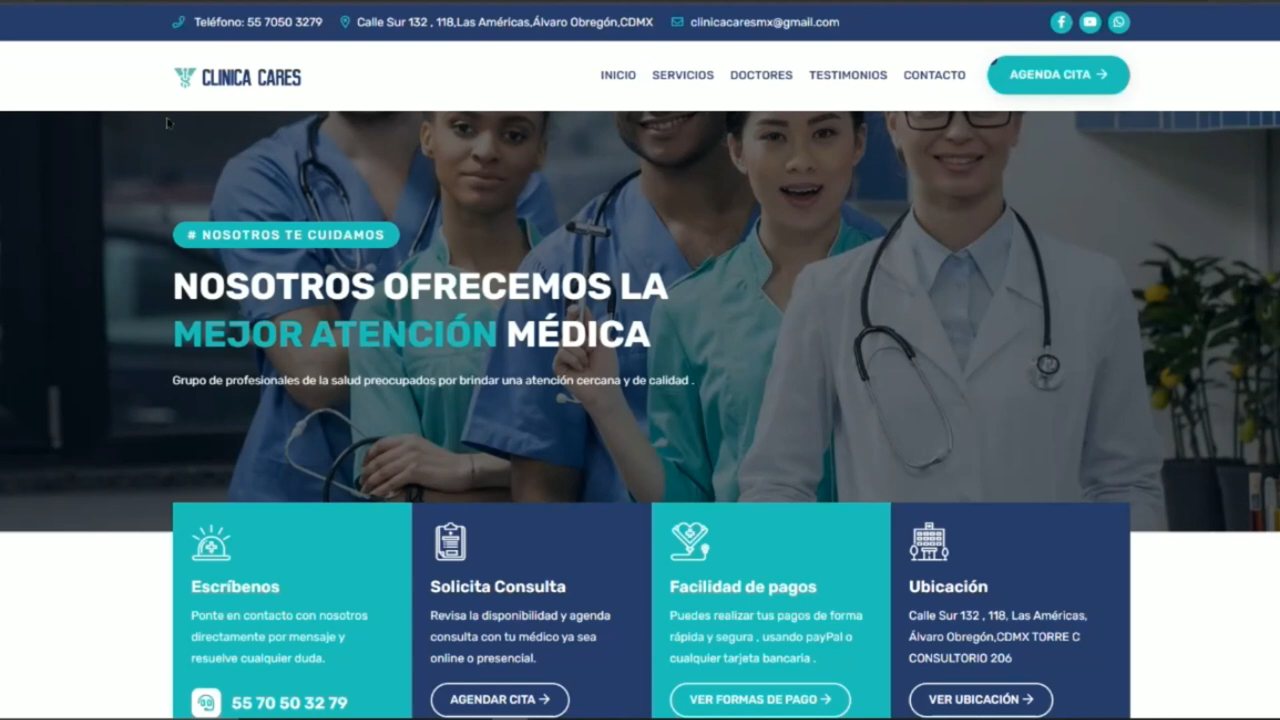 Teléfono: 55 7050 3279
Calle Sur 132 , 118,Las Américas,Álvaro Obregón,CDMX
clinicacaresmx@gmail.com
CLINICA CARES
INICIO
SERVICIOS
DOCTORES
TESTIMONIOS
CONTACTO
AGENDA CITA →
# NOSOTROS TE CUIDAMOS
NOSOTROS OFRECEMOS LA
MEJOR ATENCIÓN MÉDICA
Grupo de profesionales de la salud preocupados por brindar una atención cercana y de calidad .
Escríbenos
Ponte en contacto con nosotros
directamente por mensaje y
resuelve cualquier duda.
55 70 50 32 79
Solicita Consulta
Revisa la disponibilidad y agenda
consulta con tu médico ya sea
online o presencial.
AGENDAR CITA →
Facilidad de pagos
Puedes realizar tus pagos de forma
rápida y segura , usando payPal o
cualquier tarjeta bancaria .
VER FORMAS DE PAGO →
Ubicación
Calle Sur 132 , 118, Las Américas,
Álvaro Obregón,CDMX TORRE C
CONSULTORIO 206
VER UBICACIÓN →